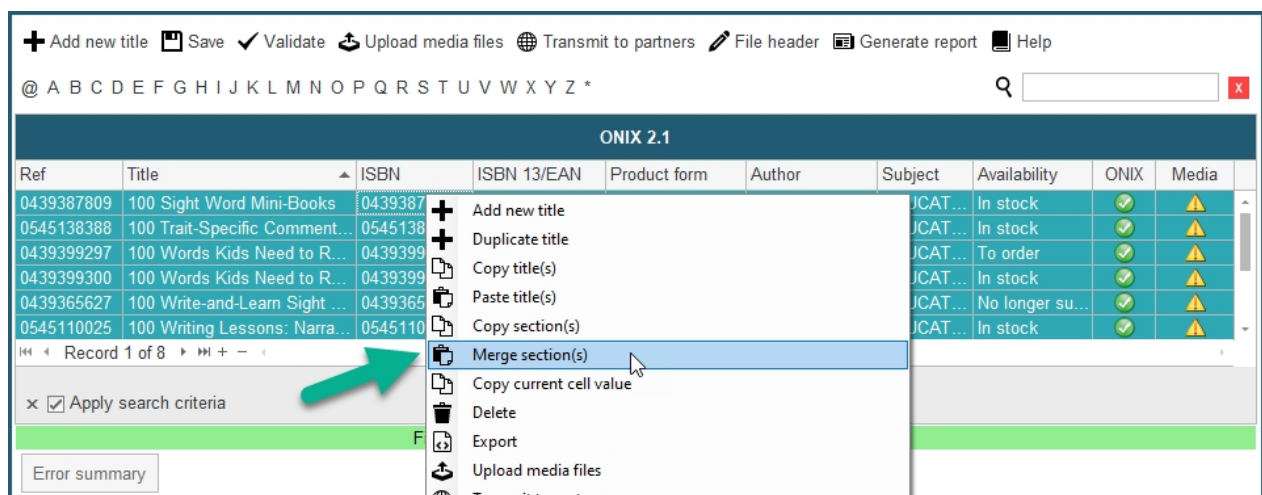 Add new title Save Validate Upload media files Transmit to partners File header Generate report Help
@ A B C D E F G H I J K L M N O P Q R S T U V W X Y Z *
X
ONIX 2.1
Ref Title ISBN ISBN 13/EAN Product form Author Subject Availability ONIX Media
0439387809 100 Sight Word Mini-Books 0439387 JCAT... In stock
0545138388 100 Trait-Specific Comment... 0545138 JCAT... In stock
0439399297 100 Words Kids Need to R... 0439399 JCAT... To order
0439399300 100 Words Kids Need to R... 0439399 JCAT... In stock
0439365627 100 Write-and-Learn Sight ... 0439365 JCAT... No longer su...
0545110025 100 Writing Lessons: Narra... 0545110 JCAT... In stock
Record 1 of 8
Add new title
Duplicate title
Copy title(s)
Paste title(s)
Copy section(s)
Merge section(s)
Copy current cell value
Delete
Export
Upload media files
Apply search criteria
Error summary